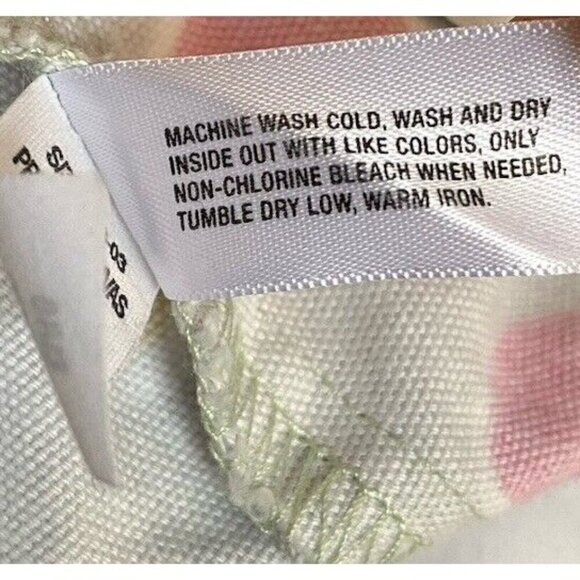 MACHINE WASH COLD, WASH AND DRY
INSIDE OUT WITH LIKE COLORS, ONLY
NON-CHLORINE BLEACH WHEN NEEDED,
TUMBLE DRY LOW, WARM IRON.